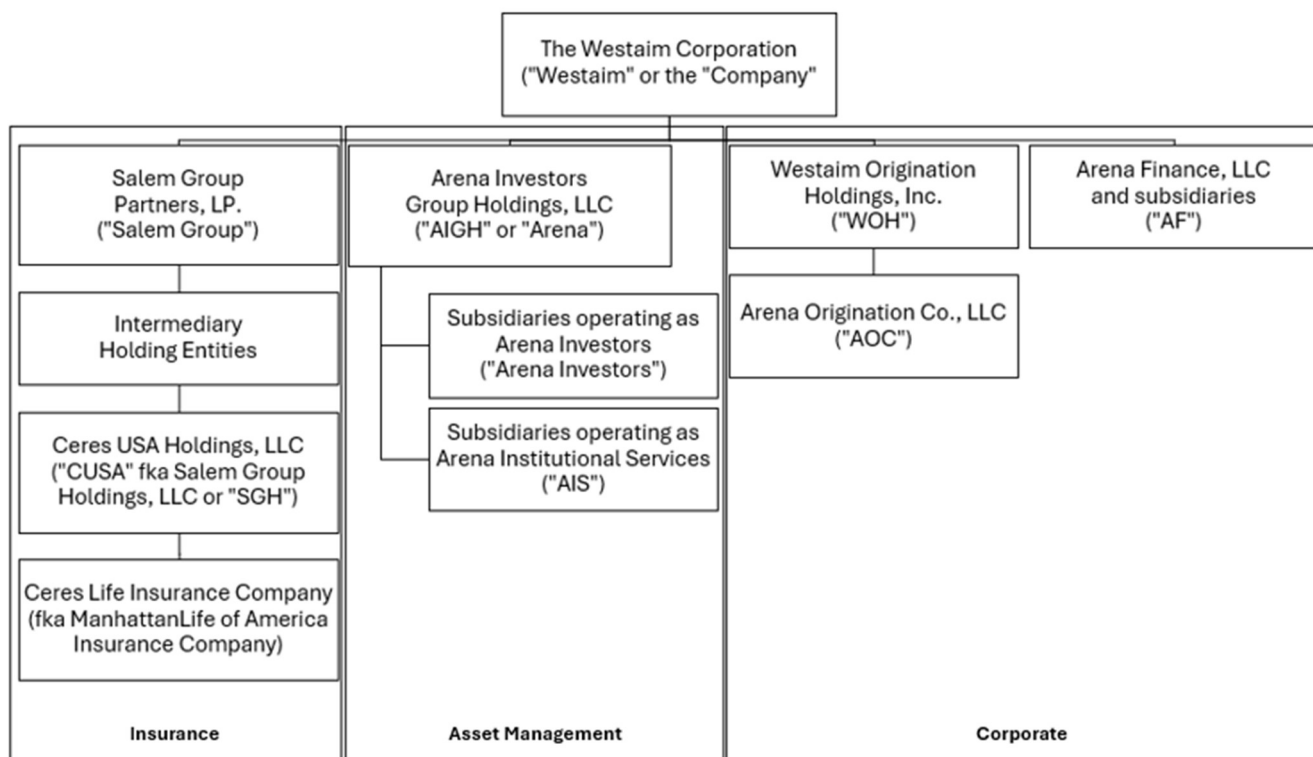 The Westaim Corporation
("Westaim" or the "Company"
Salem Group
Partners, LP.
("Salem Group")
Intermediary
Holding Entities
Ceres USA Holdings, LLC
("CUSA" fka Salem Group
Holdings, LLC or "SGH")
Ceres Life Insurance Company
(fka ManhattanLife of America
Insurance Company)
Insurance
Arena Investors
Group Holdings, LLC
("AIGH" or "Arena")
Subsidiaries operating as
Arena Investors
("Arena Investors")
Subsidiaries operating as
Arena Institutional Services
("AIS")
Asset Management
Westaim Origination
Holdings, Inc.
("WOH")
Arena Origination Co., LLC
("AOC")
Arena Finance, LLC
and subsidiaries
("AF")
Corporate